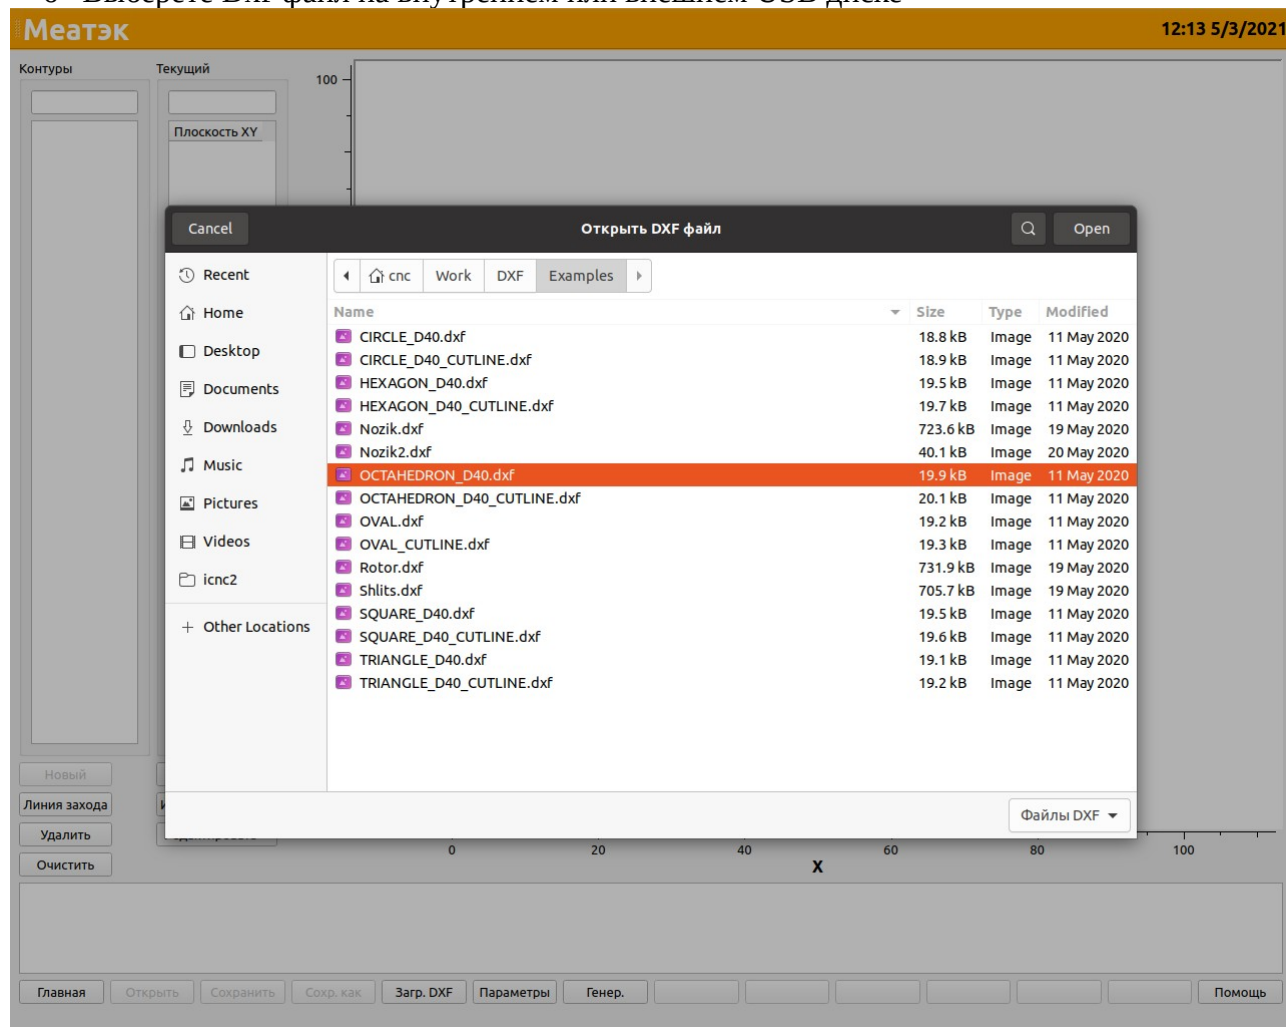 Выберете DXF файл на внутреннем или внешнем USB диске
Меатэк 12:13 5/3/2021
Контуры Текущий
100
Плоскость XY
Cancel Открыть DXF файл Open
Recent
Home
Desktop
Documents
Downloads
Music
Pictures
Videos
icnc2
+ Other Locations
cnc Work DXF Examples
Name Size Type Modified
CIRCLE_D40.dxf 18.8 kB Image 11 May 2020
CIRCLE_D40_CUTLINE.dxf 18.9 kB Image 11 May 2020
HEXAGON_D40.dxf 19.5 kB Image 11 May 2020
HEXAGON_D40_CUTLINE.dxf 19.7 kB Image 11 May 2020
Nozik.dxf 723.6 kB Image 19 May 2020
Nozik2.dxf 40.1 kB Image 20 May 2020
OCTAHEDRON_D40.dxf 19.9 kB Image 11 May 2020
OCTAHEDRON_D40_CUTLINE.dxf 20.1 kB Image 11 May 2020
OVAL.dxf 19.2 kB Image 11 May 2020
OVAL_CUTLINE.dxf 19.3 kB Image 11 May 2020
Rotor.dxf 731.9 kB Image 19 May 2020
Shlits.dxf 705.7 kB Image 19 May 2020
SQUARE_D40.dxf 19.5 kB Image 11 May 2020
SQUARE_D40_CUTLINE.dxf 19.6 kB Image 11 May 2020
TRIANGLE_D40.dxf 19.1 kB Image 11 May 2020
TRIANGLE_D40_CUTLINE.dxf 19.2 kB Image 11 May 2020
Файлы DXF
Новый
Линия захода
Удалить
Очистить
0 20 40 60 80 100
X
Главная Открыть Сохранить Сохр. как Загр. DXF Параметры Генер. Помощь